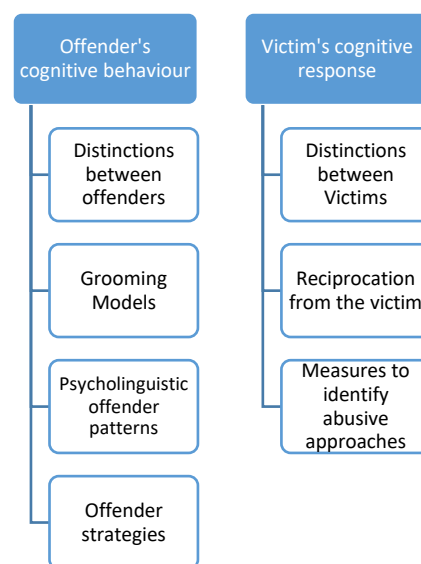 Offender's
cognitive behaviour
Distinctions
between
offenders
Grooming
Models
Psycholinguistic
offender
patterns
Offender
strategies
Victim's cognitive
response
Distinctions
between
Victims
Reciprocation
from the victim
Measures to
identify
abusive
approaches